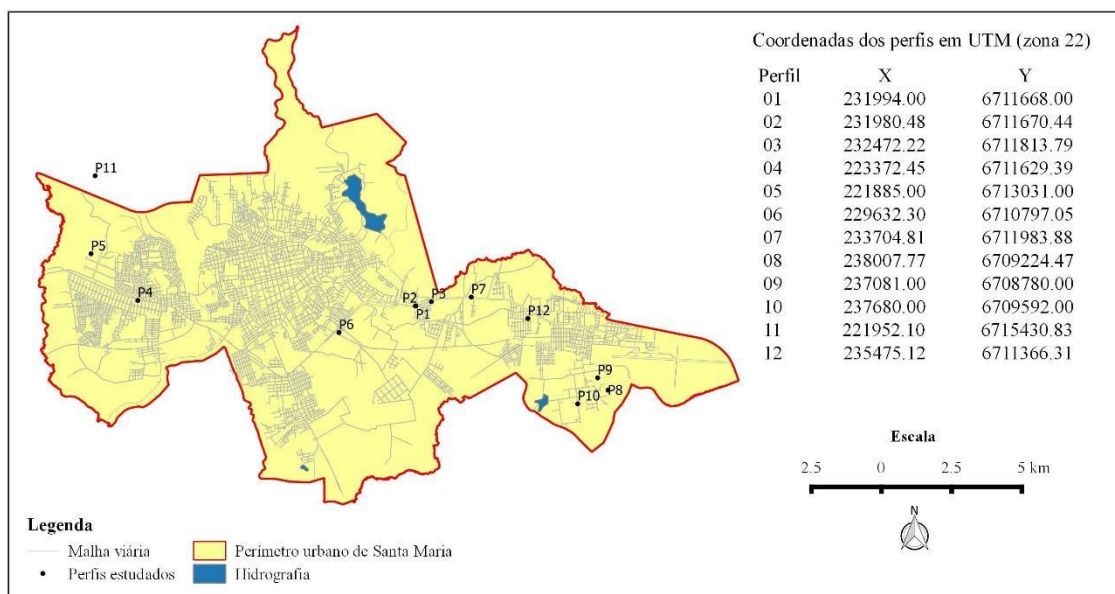 Coordenadas dos perfis em UTM (zona 22)
Perfil X Y
01 231994.00 6711668.00
02 231980.48 6711670.44
03 232472.22 6711813.79
04 223372.45 6711629.39
05 221885.00 6713031.00
06 229632.30 6710797.05
07 233704.81 6711983.88
08 238007.77 6709224.47
09 237081.00 6708780.00
10 237680.00 6709592.00
11 221952.10 6715430.83
12 235475.12 6711366.31
P11
P5
P4
P2
P3
P7
P1
P12
P6
P9
P8
P10
Escala
2.5 0 2.5 5 km
N
Legenda
Malha viária
Perímetro urbano de Santa Maria
Perfis estudados
Hidrografia